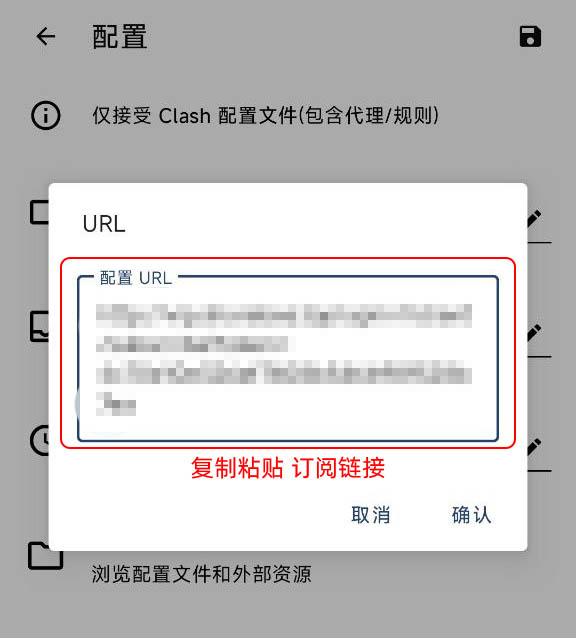 配置
仅接受 Clash 配置文件(包含代理/规则)
URL
配置 URL
复制粘贴 订阅链接
取消
确认
浏览配置文件和外部资源